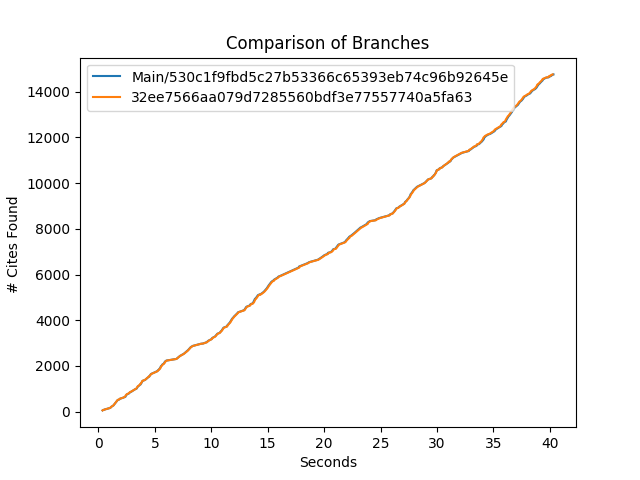 Comparison of Branches
Main/530c1f9fbd5c27b53366c65393eb74c96b92645e
32ee7566aa079d7285560bdf3e77557740a5fa63
14000
12000
10000
8000
6000
4000
2000
0
# Cites Found
0 5 10 15 20 25 30 35 40
Seconds